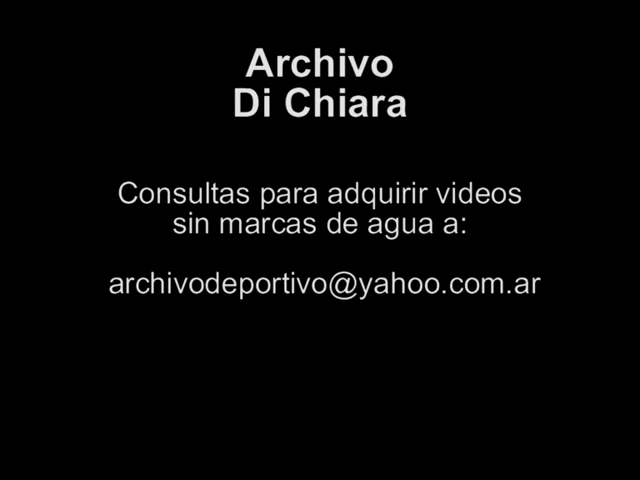 Archivo
Di Chiara
Consultas para adquirir videos
sin marcas de agua a:
archivodeportivo@yahoo.com.ar